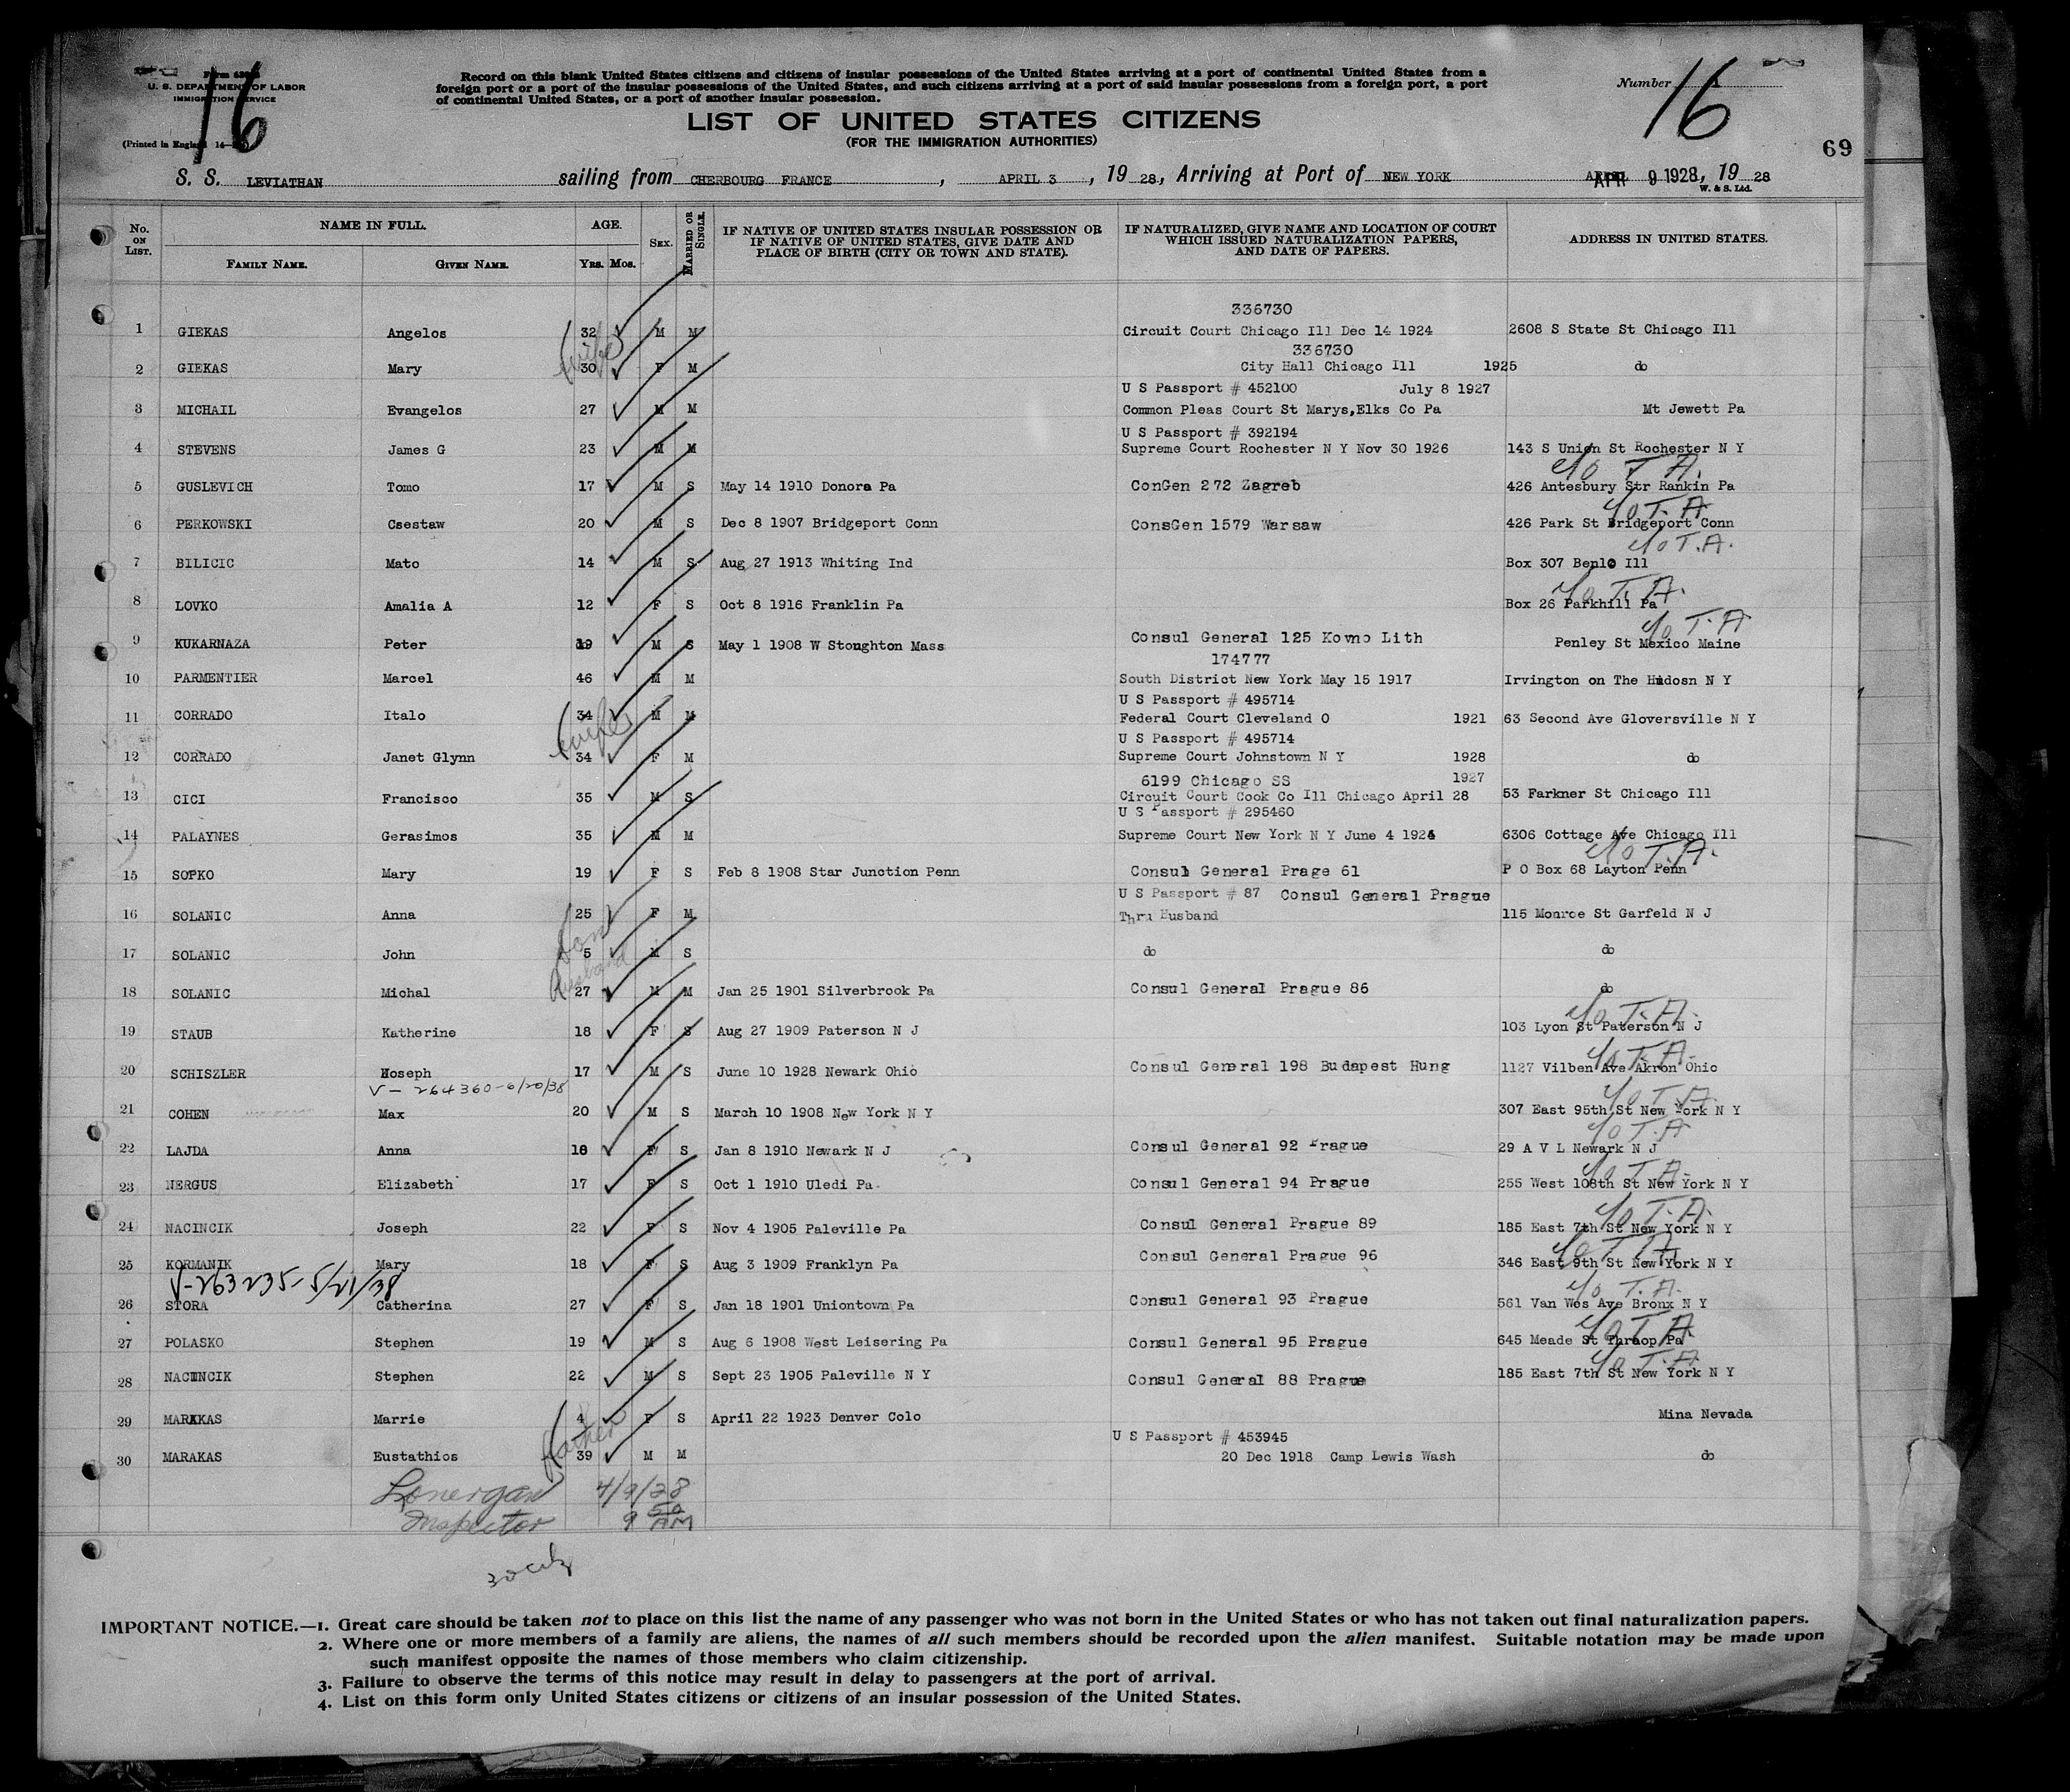 Form 630
U. S. DEPARTMENT OF LABOR
IMMIGRATION SERVICE
(Printed in England 14—
16
Record on this blank United States citizens and citizens of insular possessions of the United States arriving at a port of continental United States from a
foreign port or a port of the insular possessions of the United States, and such citizens arriving at a port of said insular possessions from a foreign port, a port
of continental United States, or a port of another insular possession.
Number 16
LIST OF UNITED STATES CITIZENS
(FOR THE IMMIGRATION AUTHORITIES)
69
S. S. LEVIATHAN sailing from CHERBOURG FRANCE, APRIL 3, 1928, Arriving at Port of NEW YORK APR 9 1928, 1928
W. & S. Ltd.
No. ON LIST. NAME IN FULL. FAMILY NAME. GIVEN NAME. AGE. YRS. MOS. SEX. MARRIED OR SINGLE. IF NATIVE OF UNITED STATES INSULAR POSSESSION OR IF NATIVE OF UNITED STATES, GIVE DATE AND PLACE OF BIRTH (CITY OR TOWN AND STATE). IF NATURALIZED, GIVE NAME AND LOCATION OF COURT WHICH ISSUED NATURALIZATION PAPERS, AND DATE OF PAPERS. ADDRESS IN UNITED STATES.
336730
1 GIEKAS Angelos 32 M M Circuit Court Chicago Ill Dec 14 1924 2608 S State St Chicago Ill
wife
336730
2 GIEKAS Mary 30 F M City Hall Chicago Ill 1925 do
U S Passport # 452100 July 8 1927
3 MICHAIL Evangelos 27 M M Common Pleas Court St Marys,Elks Co Pa Mt Jewett Pa
U S Passport # 392194
4 STEVENS James G 23 M M Supreme Court Rochester N Y Nov 30 1926 143 S Union St Rochester N Y
c/o T.A.
5 GUSLEVICH Tomo 17 M S May 14 1910 Donora Pa ConGen 272 Zagreb 426 Antesbury Str Rankin Pa
c/o T.A.
6 PERKOWSKI Csestaw 20 M S Dec 8 1907 Bridgeport Conn ConsGen 1579 Warsaw 426 Park St Bridgeport Conn
c/o T.A.
7 BILICIC Mato 14 M S Aug 27 1913 Whiting Ind Box 307 Benlo Ill
c/o T.A.
8 LOVKO Amalia A 12 F S Oct 8 1916 Franklin Pa Box 26 Parkhill Pa
c/o T.A
9 KUKARNAZA Peter 19 M S May 1 1908 W Stoughton Mass Consul General 125 Kovno Lith Penley St Mexico Maine
174777
10 PARMENTIER Marcel 46 M M South District New York May 15 1917 Irvington on The Hudosn N Y
U S Passport # 495714
11 CORRADO Italo 34 M M Federal Court Cleveland O 1921 63 Second Ave Gloversville N Y
wife
U S Passport # 495714
12 CORRADO Janet Glynn 34 F M Supreme Court Johnstown N Y 1928 do
6199 Chicago SS 1927
13 CICI Francisco 35 M S Circuit Court Cook Co Ill Chicago April 28 53 Farkner St Chicago Ill
U S Passport # 295460
14 PALAYNES Gerasimos 35 M M Supreme Court New York N Y June 4 1924 6306 Cottage Ave Chicago Ill
c/o T.A.
15 SOPKO Mary 19 F S Feb 8 1908 Star Junction Penn Consul General Prage 61 P O Box 68 Layton Penn
U S Passport # 87 Consul General Prague
16 SOLANIC Anna 25 F M Thru Husband 115 Monroe St Garfeld N J
Son
17 SOLANIC John 5 M S do do
Husband
18 SOLANIC Michal 27 M M Jan 25 1901 Silverbrook Pa Consul General Prague 86 do
c/o T.A.
19 STAUB Katherine 18 F S Aug 27 1909 Paterson N J 103 Lyon St Paterson N J
c/o T.A.
20 SCHISZLER Hoseph 17 M S June 10 1928 Newark Ohio Consul General 198 Budapest Hung 1127 Vilben Ave Akron Ohio
V- 264360-6/20/38
c/o T.A
21 COHEN Max 20 M S March 10 1908 New York N Y 307 East 95th St New York N Y
c/o T.A
22 LAJDA Anna 18 F S Jan 8 1910 Newark N J Consul General 92 Prague 29 A V L Newark N J
c/o T.A.
23 NERGUS Elizabeth 17 F S Oct 1 1910 Uledi Pa Consul General 94 Prague 255 West 108th St New York N Y
c/o T.A.
24 NACINCIK Joseph 22 F S Nov 4 1905 Paleville Pa Consul General Prague 89 185 East 7th St New York N Y
c/o T.A
25 KORMANIK Mary 18 F S Aug 3 1909 Franklyn Pa Consul General Prague 96 346 East 9th St New York N Y
V-263235-5/21/38
c/o T.A.
26 STORA Catherina 27 F S Jan 18 1901 Uniontown Pa Consul General 93 Prague 561 Van Wes Ave Bronx N Y
c/o T.A
27 POLASKO Stephen 19 M S Aug 6 1908 West Leisering Pa Consul General 95 Prague 645 Meade St Throop Pa
c/o T.A
28 NACINCIK Stephen 22 M S Sept 23 1905 Paleville N Y Consul General 88 Prague 185 East 7th St New York N Y
29 MARAKAS Marrie 4 F S April 22 1923 Denver Colo Mina Nevada
father
U S Passport # 453945
30 MARAKAS Eustathios 39 M M 20 Dec 1918 Camp Lewis Wash do
Lonergan 4/9/28
Inspector 9 50 AM
IMPORTANT NOTICE.—1. Great care should be taken not to place on this list the name of any passenger who was not born in the United States or who has not taken out final naturalization papers.
2. Where one or more members of a family are aliens, the names of all such members should be recorded upon the alien manifest. Suitable notation may be made upon
such manifest opposite the names of those members who claim citizenship.
3. Failure to observe the terms of this notice may result in delay to passengers at the port of arrival.
4. List on this form only United States citizens or citizens of an insular possession of the United States.